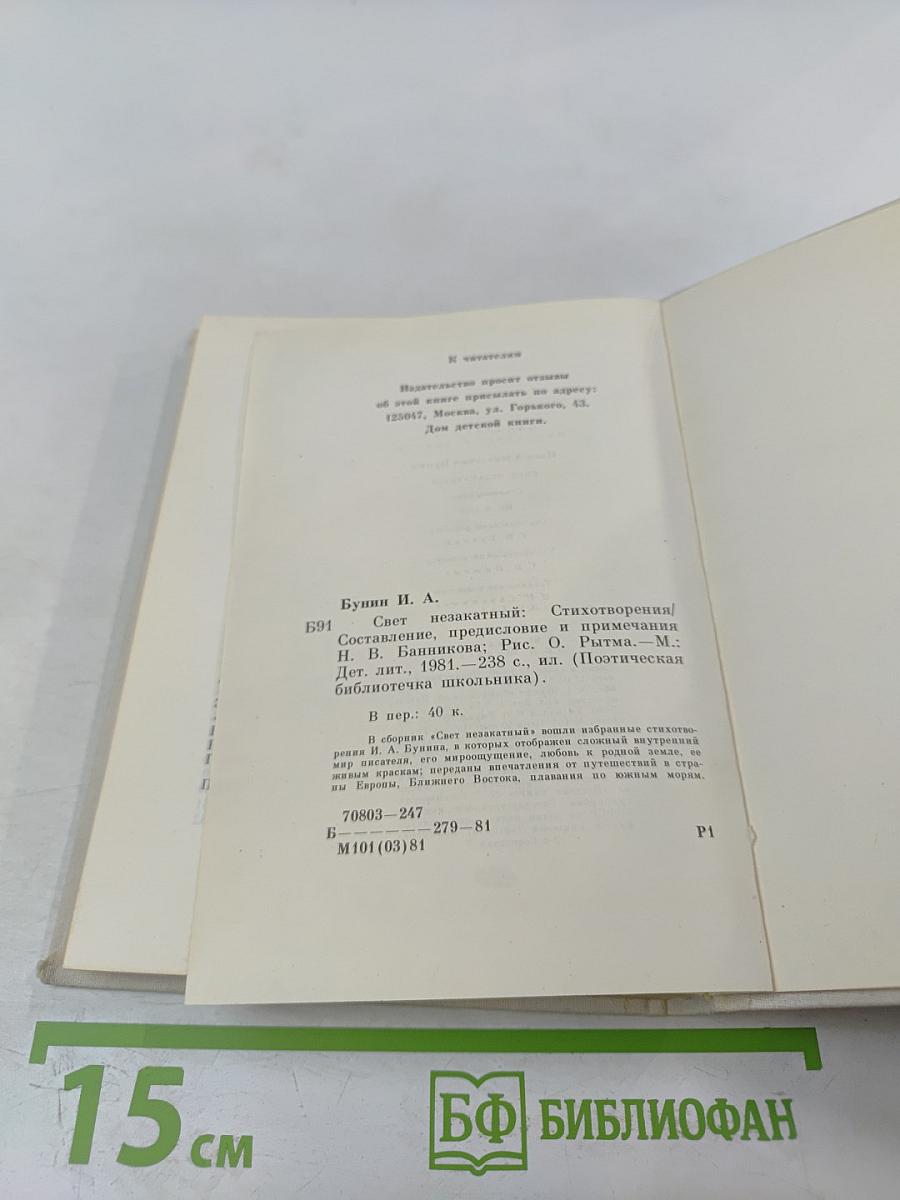 К читателям
Издательство просит отзывы
об этой книге присылать по адресу:
125047, Москва, ул. Горького, 43.
Дом детской книги.
Бунин И. А.
Б91 Свет незакатный: Стихотворения/
Составление, предисловие и примечания
Н. В. Банникова; Рис. О. Рытма.—М.:
Дет. лит., 1981.—238 с., ил. (Поэтическая
библиотечка школьника).
В пер.: 40 к.
В сборник «Свет незакатный» вошли избранные стихотво-
рения И. А. Бунина, в которых отображен сложный внутренний
мир писателя, его мироощущение, любовь к родной земле, ее
живым краскам; переданы впечатления от путешествий в стра-
ны Европы, Ближнего Востока, плавания по южным морям.
70803—247
Б—————— 279—81
М101(03)81
Р1
15 см
БФ БИБЛИОФАН